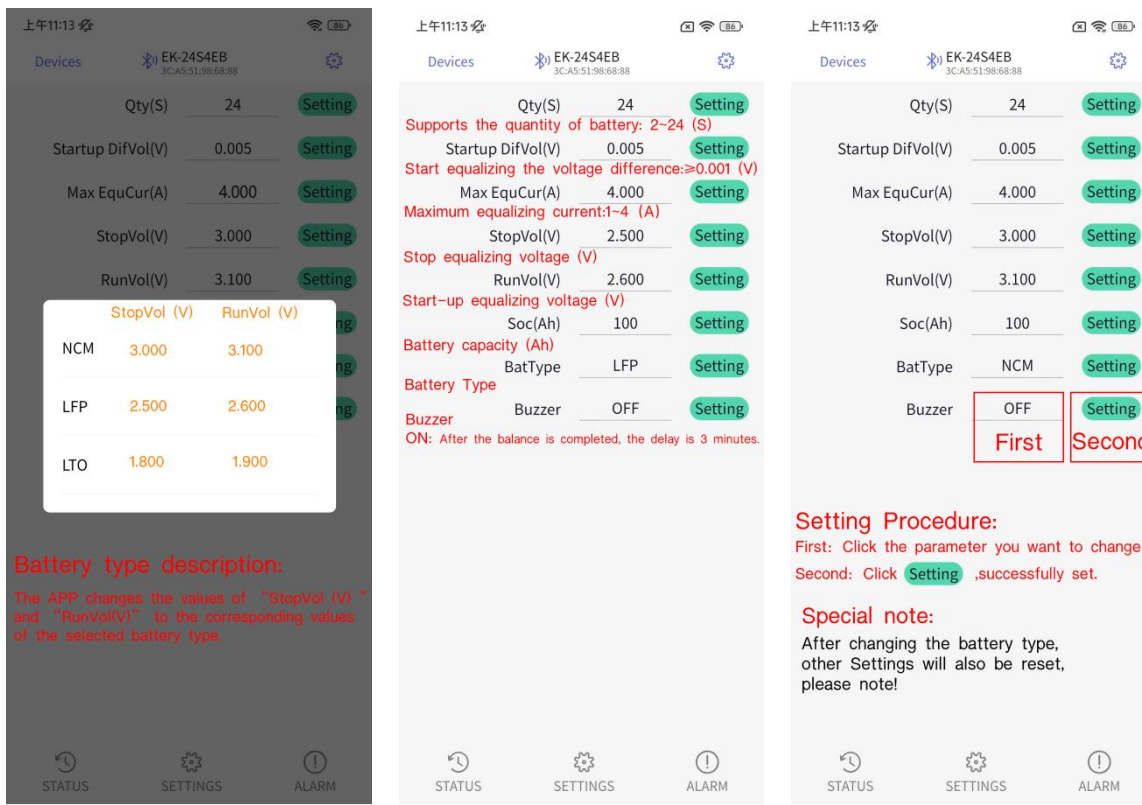 上午11:13
86
Devices
EK-24S4EB
3C:A5:51:98:68:88
Qty(S) 24 Setting
Startup DifVol(V) 0.005 Setting
Max EquCur(A) 4.000 Setting
StopVol(V) 3.000 Setting
RunVol(V) 3.100 Setting
StopVol (V) RunVol (V)
ng
NCM 3.000 3.100
ng
LFP 2.500 2.600
ng
LTO 1.800 1.900
Battery type description:
The APP changes the values of “StopVol (V) ”
and “RunVol(V)” to the corresponding values
of the selected battery type.
STATUS SETTINGS ALARM
上午11:13
86
Devices
EK-24S4EB
3C:A5:51:98:68:88
Qty(S) 24 Setting
Supports the quantity of battery: 2~24 (S)
Startup DifVol(V) 0.005 Setting
Start equalizing the voltage difference:≥0.001 (V)
Max EquCur(A) 4.000 Setting
Maximum equalizing current:1~4 (A)
StopVol(V) 2.500 Setting
Stop equalizing voltage (V)
RunVol(V) 2.600 Setting
Start-up equalizing voltage (V)
Soc(Ah) 100 Setting
Battery capacity (Ah)
BatType LFP Setting
Battery Type
Buzzer OFF Setting
Buzzer
ON: After the balance is completed, the delay is 3 minutes.
STATUS SETTINGS ALARM
上午11:13
86
Devices
EK-24S4EB
3C:A5:51:98:68:88
Qty(S) 24 Setting
Startup DifVol(V) 0.005 Setting
Max EquCur(A) 4.000 Setting
StopVol(V) 3.000 Setting
RunVol(V) 3.100 Setting
Soc(Ah) 100 Setting
BatType NCM Setting
Buzzer OFF Setting
First Second
Setting Procedure:
First: Click the parameter you want to change
Second: Click Setting ,successfully set.
Special note:
After changing the battery type,
other Settings will also be reset,
please note!
STATUS SETTINGS ALARM